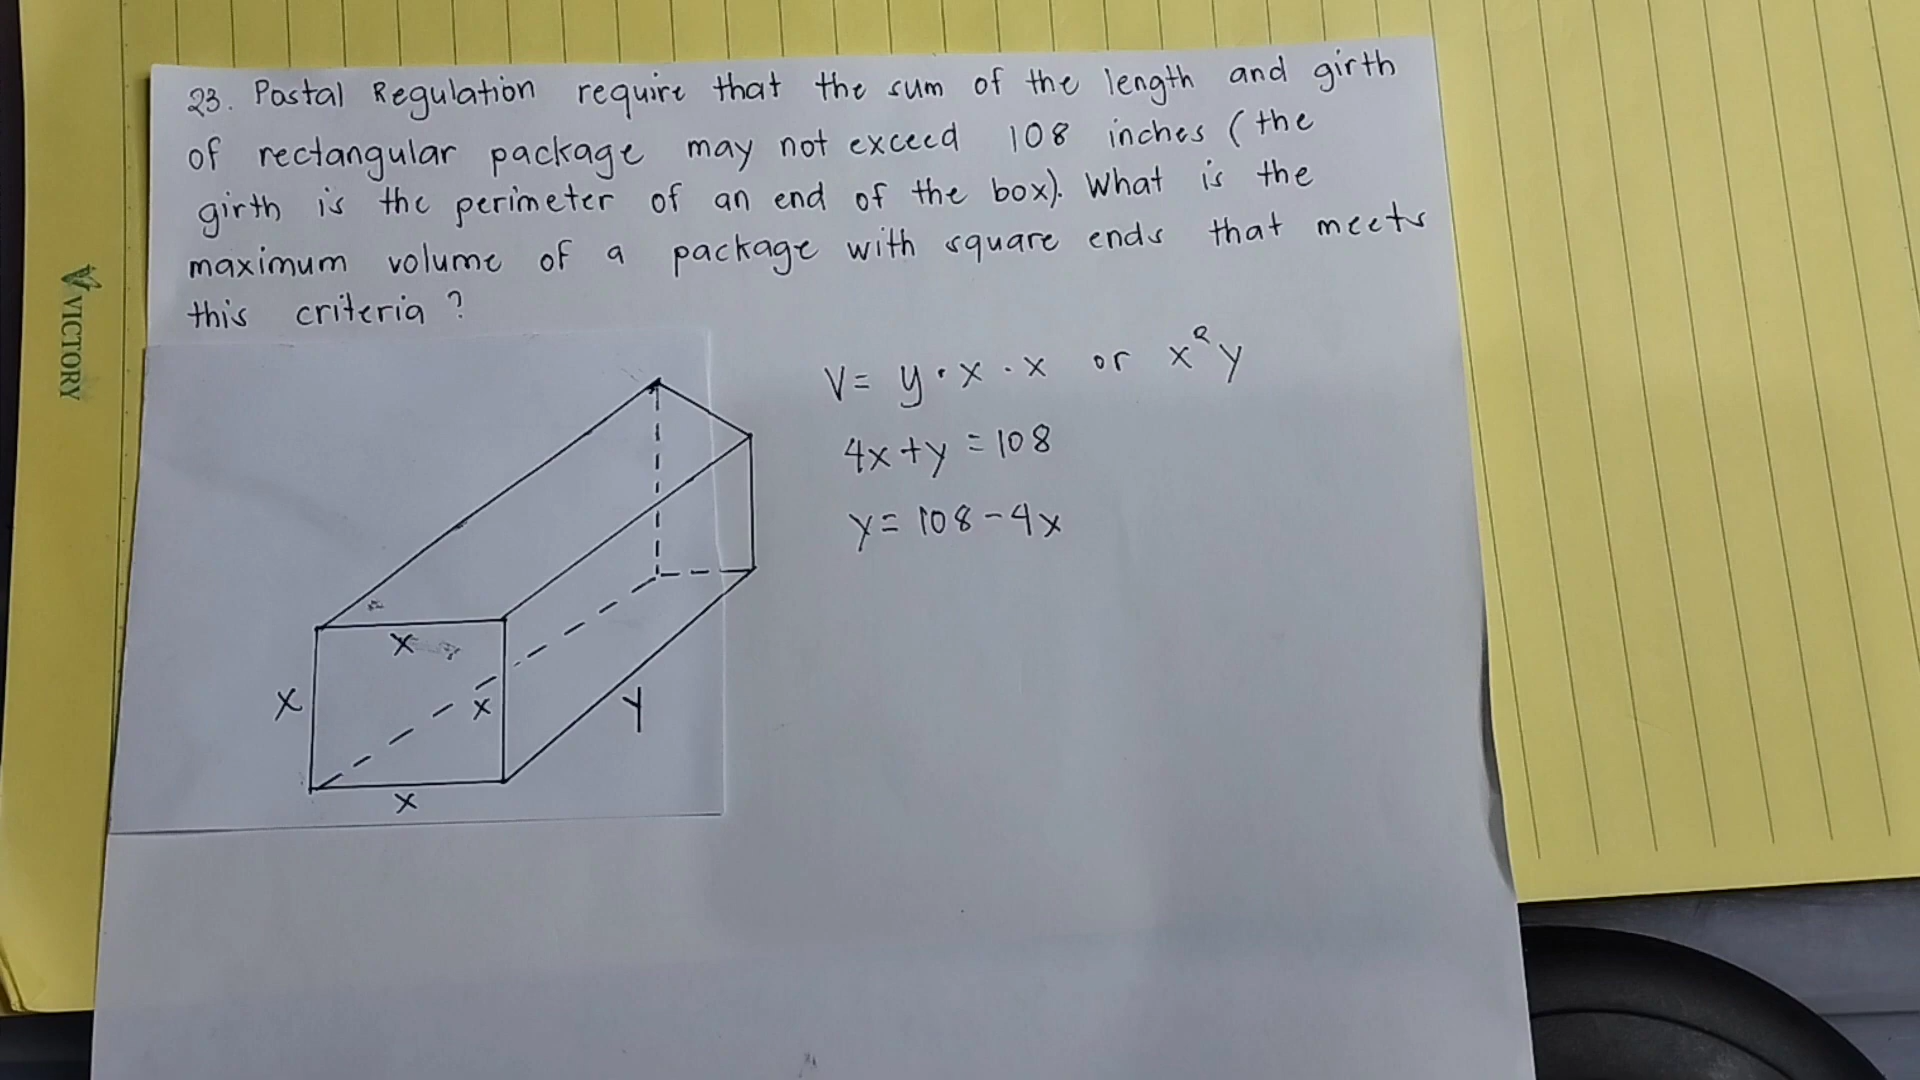 VICTORY
23. Postal Regulation require that the sum of the length and girth
of rectangular package may not exceed 108 inches (the
girth is the perimeter of an end of the box). What is the
maximum volume of a package with square ends that meets
this criteria?
V = y · x · x or x²y
4x + y = 108
y = 108 - 4x
x
x
x
x
y